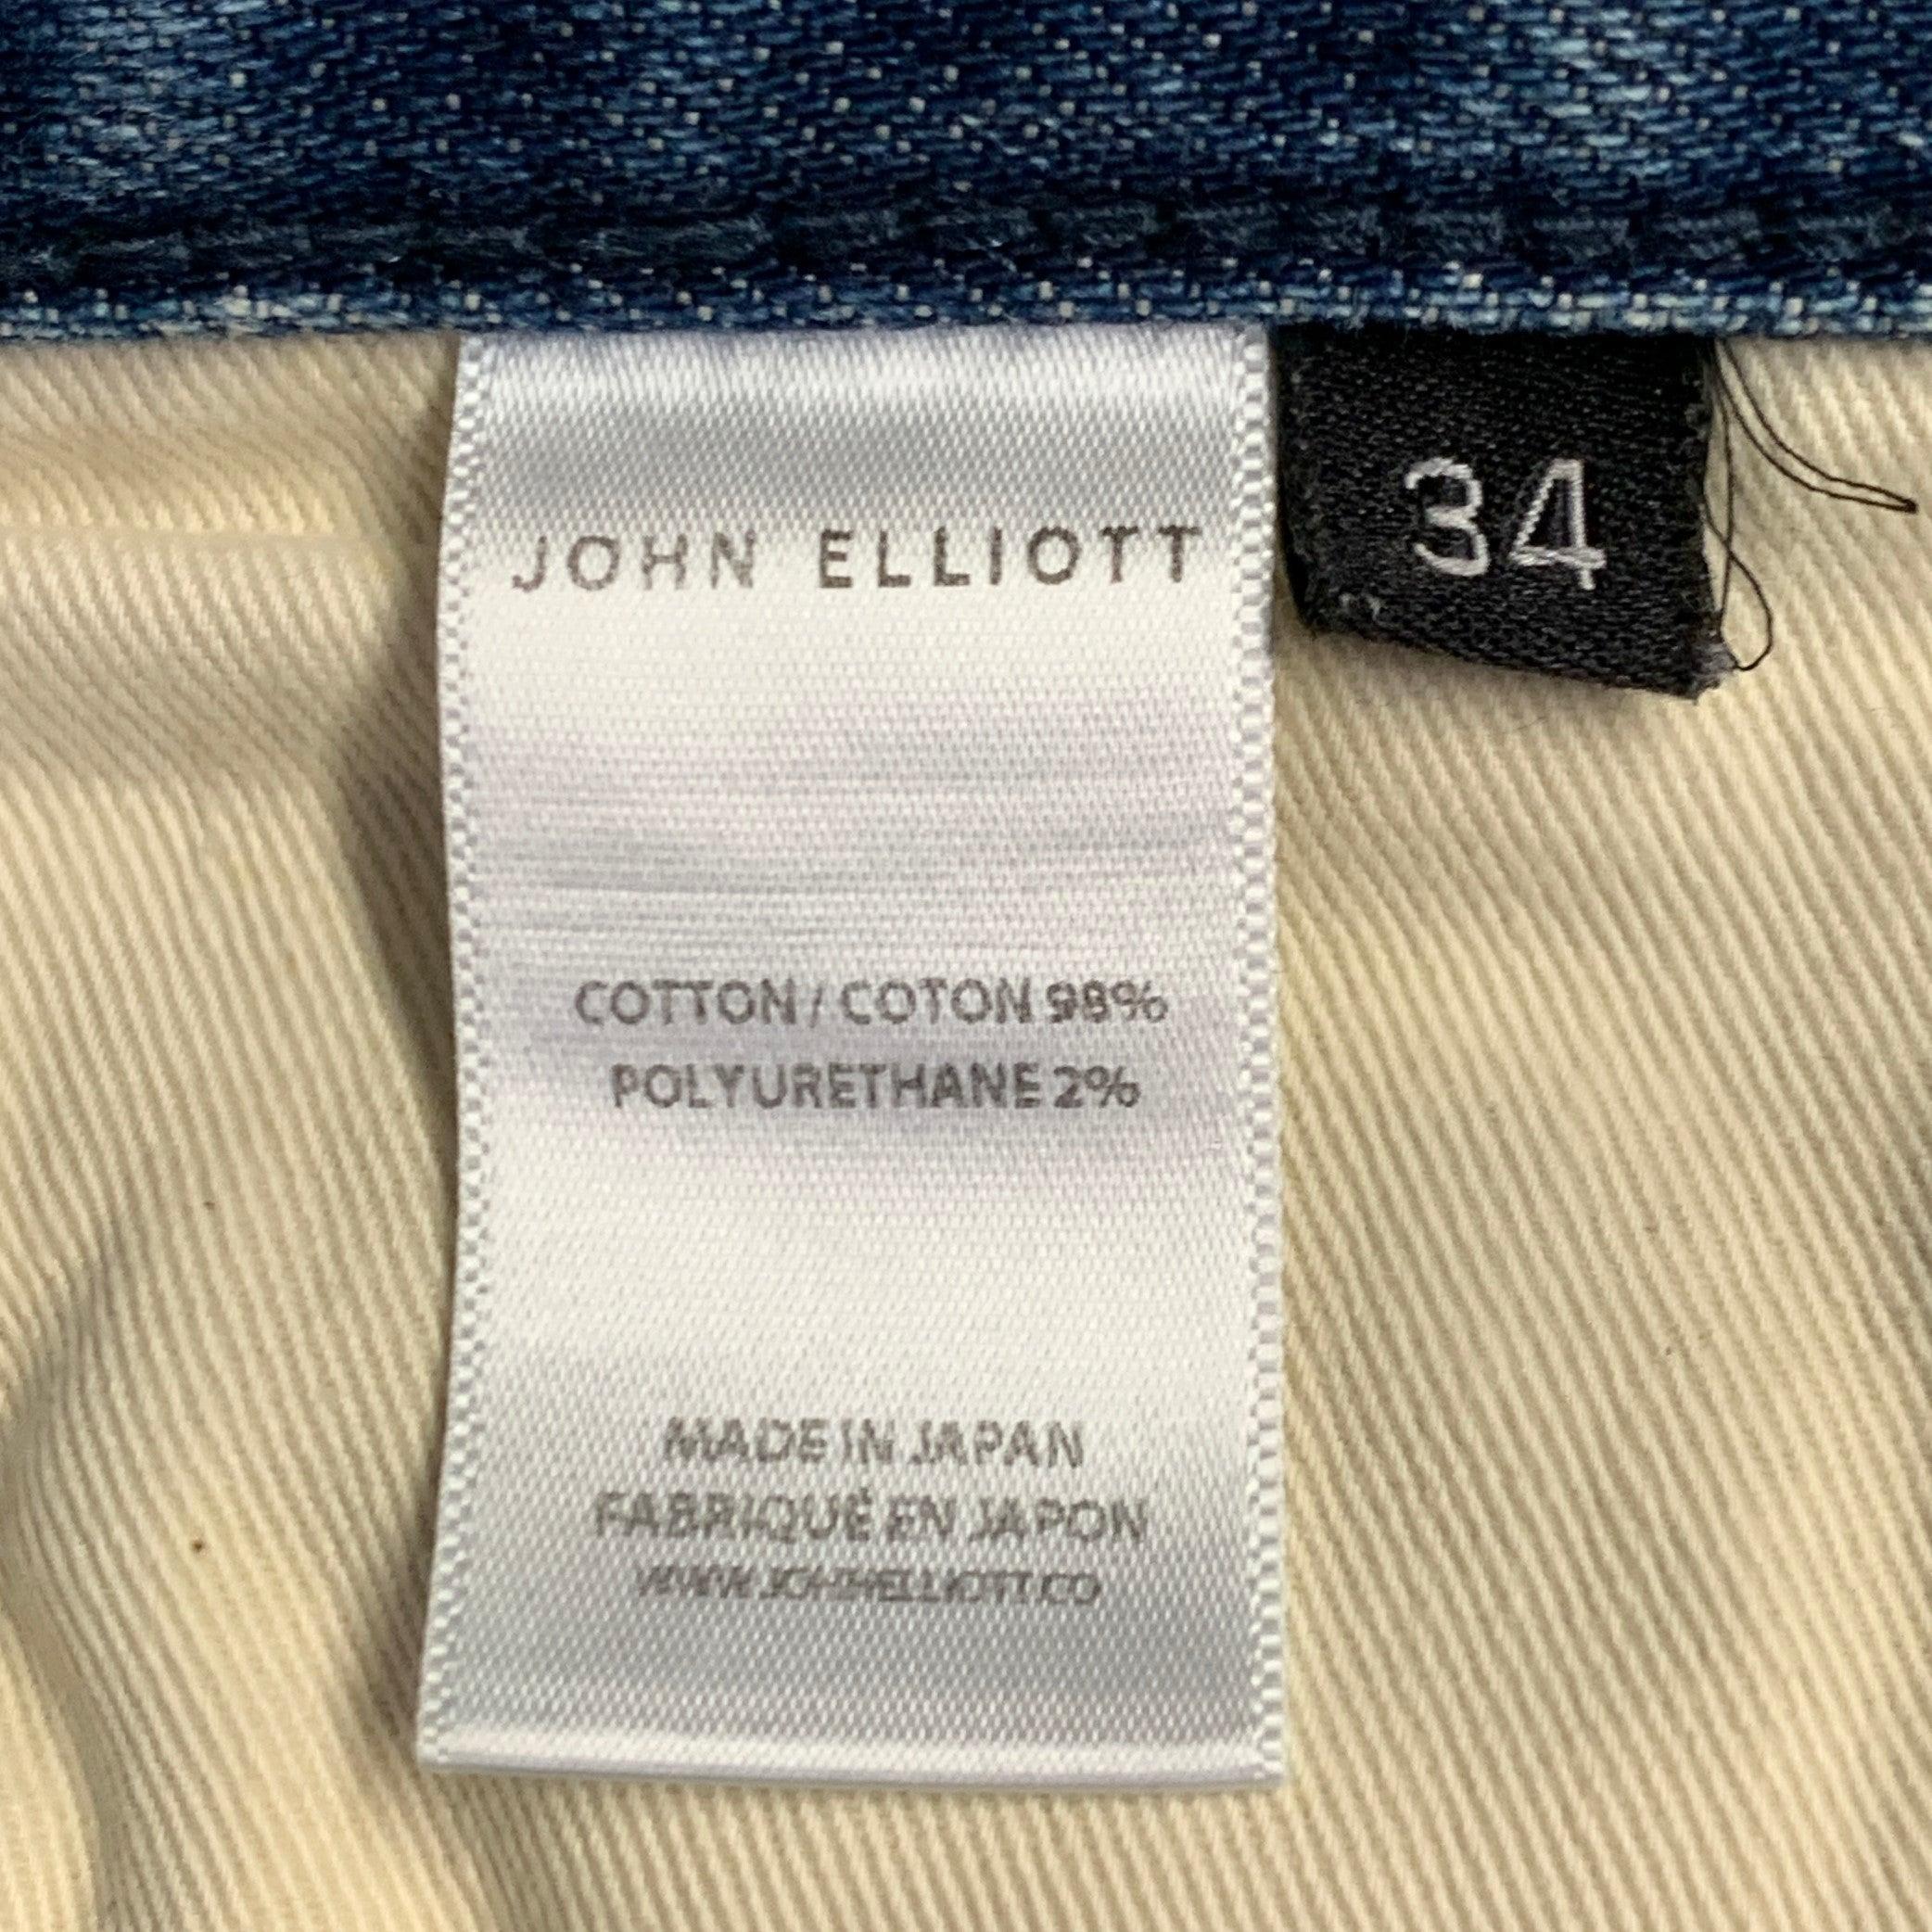 JOHN ELLIOTT
34
COTTON / COTON 98%
POLYURETHANE 2%
MADE IN JAPAN
FABRIQUÉ EN JAPON
WWW.JOHNELLIOTT.CO